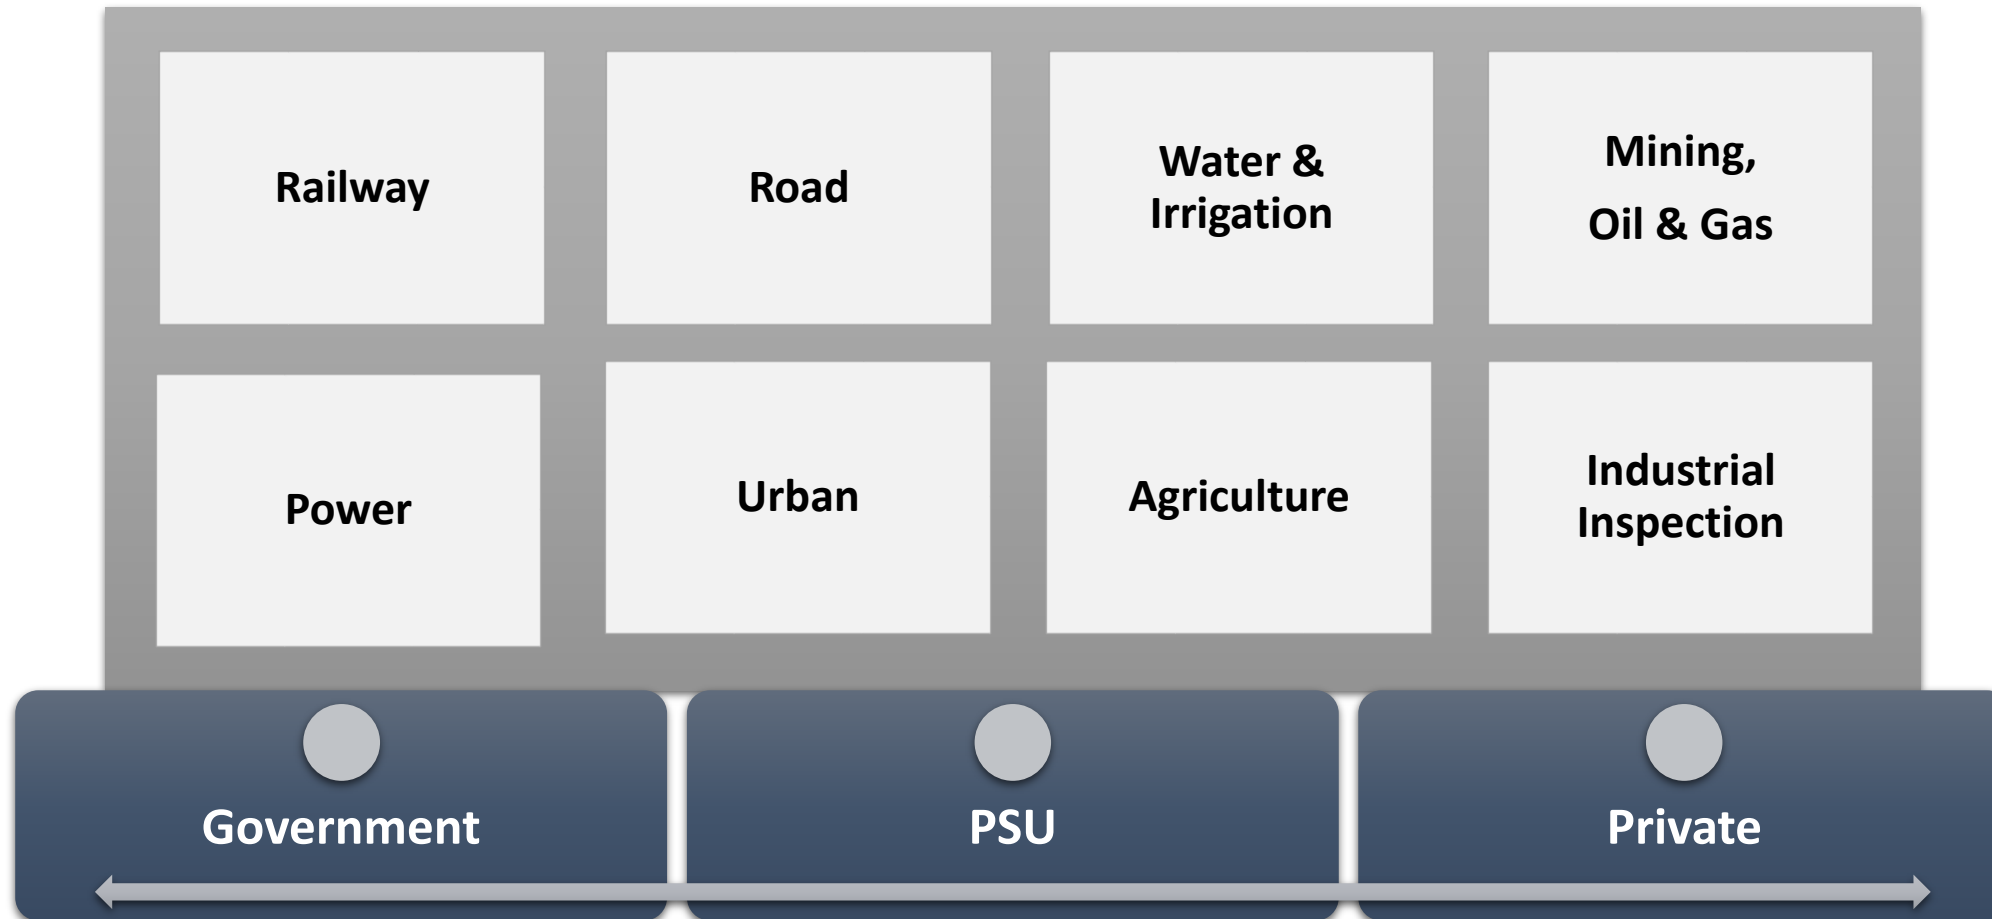 Railway
Road
Water &
Irrigation
Mining,
Oil & Gas
Power
Urban
Agriculture
Industrial
Inspection
Government
PSU
Private